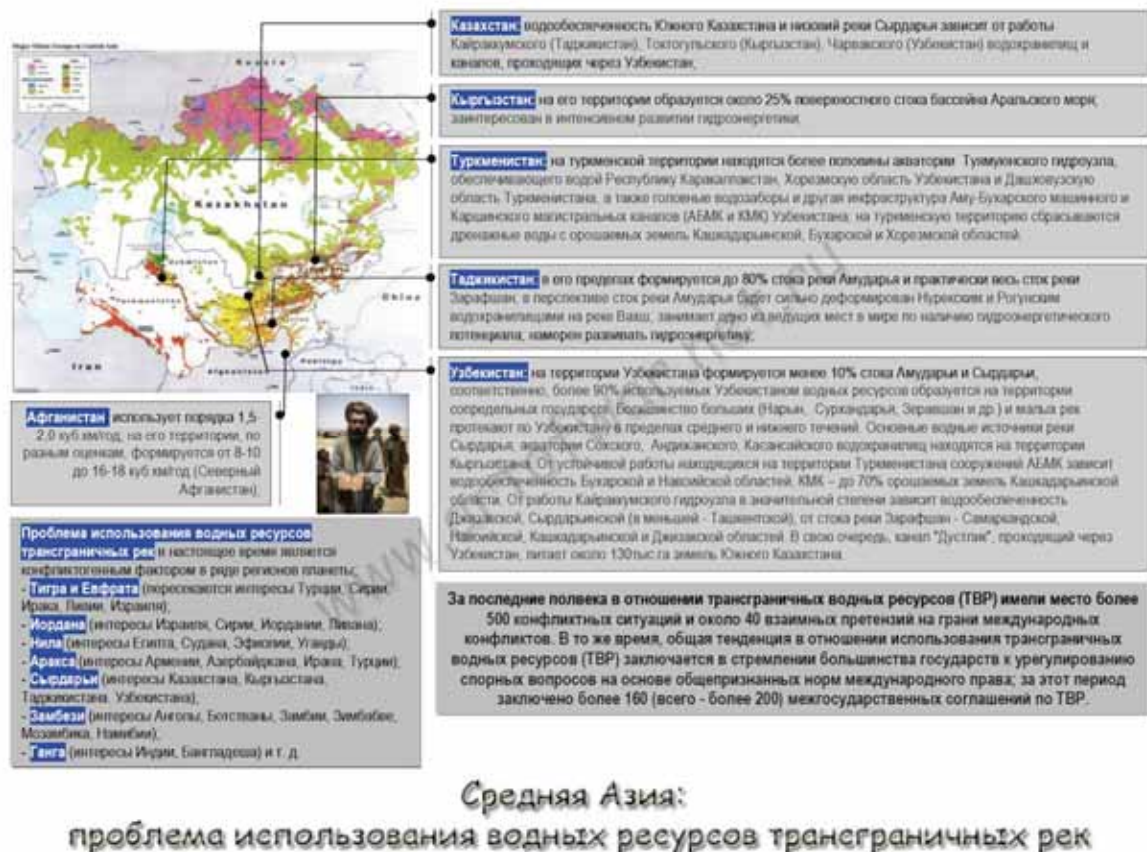 Major Urban Groups in Central Asia
Russia
Kazakhstan
Uzbekistan
Turkmenistan
China
Iran
Afghanistan
Казахстан: водообеспеченность Южного Казахстана и низовий реки Сырдарья зависит от работы
Кайраккумского (Таджикистан), Токтогульского (Кыргызстан), Чарвакского (Узбекистан) водохранилищ и
каналов, проходящих через Узбекистан;
Кыргызстан: на его территории образуется около 25% поверхностного стока бассейна Аральского моря;
заинтересован в интенсивном развитии гидроэнергетики;
Туркменистан: на туркменской территории находятся более половины акватории Туямуюнского гидроузла,
обеспечивающего водой Республику Каракалпакстан, Хорезмскую область Узбекистана и Дашховузскую
область Туркменистана, а также головные водозаборы и другая инфраструктура Аму-Бухарского машинного и
Каршинского магистральных каналов (АБМК и КМК) Узбекистана; на туркменскую территорию сбрасываются
дренажные воды с орошаемых земель Кашкадарьинской, Бухарской и Хорезмской областей.
Таджикистан: в его пределах формируется до 80% стока реки Амударья и практически весь сток реки
Зарафшан; в перспективе сток реки Амударья будет сильно деформирован Нурекским и Рогунским
водохранилищами на реке Вахш; занимает одно из ведущих мест в мире по наличию гидроэнергетического
потенциала; намерен развивать гидроэнергетику;
Узбекистан: на территории Узбекистана формируется менее 10% стока Амударьи и Сырдарьи,
соответственно, более 90% используемых Узбекистаном водных ресурсов образуется на территории
сопредельных государств. Большинство больших (Нарын, Сурхандарья, Зеравшан и др.) и малых рек
протекают по Узбекистану в пределах среднего и нижнего течений. Основные водные источники реки
Сырдарья, акватории Сохского, Андижанского, Касансайского водохранилищ находятся на территории
Кыргызстана. От устойчивой работы находящихся на территории Туркменистана сооружений АБМК зависит
водообеспеченность Бухарской и Навоийской областей, КМК – до 70% орошаемых земель Кашкадарьинской
области. От работы Кайраккумского гидроузла в значительной степени зависит водообеспеченность
Джизакской, Сырдарьинской (в меньшей - Ташкентской), от стока реки Зарафшан - Самаркандской,
Навоийской, Кашкадарьинской и Джизакской областей. В свою очередь, канал "Дустлик", проходящий через
Узбекистан, питает около 130тыс.га земель Южного Казахстана.
Афганистан использует порядка 1,5-
2,0 куб.км/год; на его территории, по
разным оценкам, формируется от 8-10
до 16-18 куб.км/год (Северный
Афганистан);
Проблема использования водных ресурсов
трансграничных рек в настоящее время является
конфликтогенным фактором в ряде регионов планеты:
- Тигра и Евфрата (пересекаются интересы Турции, Сирии,
Ирака, Ливии, Израиля);
- Иордана (интересы Израиля, Сирии, Иордании, Ливана);
- Нила (интересы Египта, Судана, Эфиопии, Уганды);
- Аракса (интересы Армении, Азербайджана, Ирана, Турции);
- Сырдарьи (интересы Казахстана, Кыргызстана,
Таджикистана, Узбекистана);
- Замбези (интересы Анголы, Ботсваны, Замбии, Зимбабве,
Мозамбика, Намибии);
- Ганга (интересы Индии, Бангладеша) и т. д.
За последние полвека в отношении трансграничных водных ресурсов (ТВР) имели место более
500 конфликтных ситуаций и около 40 взаимных претензий на грани международных
конфликтов. В то же время, общая тенденция в отношении использования трансграничных
водных ресурсов (ТВР) заключается в стремлении большинства государств к урегулированию
спорных вопросов на основе общепризнанных норм международного права; за этот период
заключено более 160 (всего - более 200) межгосударственных соглашений по ТВР.
Средняя Азия:
проблема использования водных ресурсов трансграничных рек